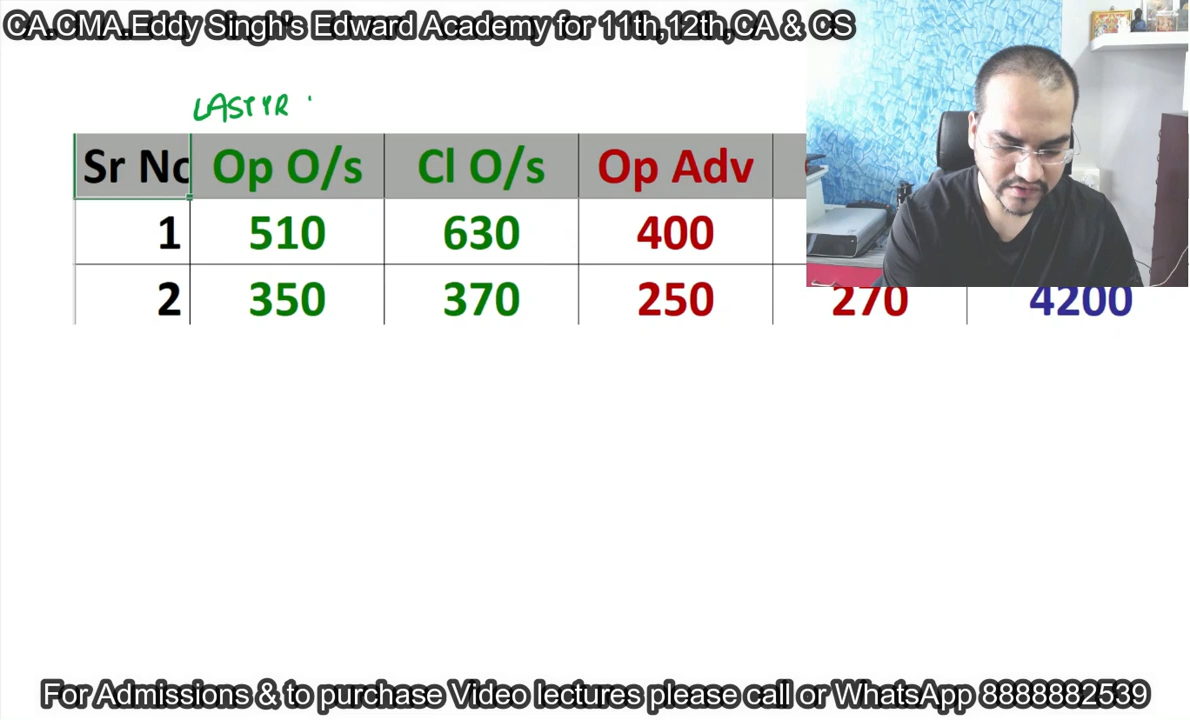 CA.CMA.Eddy Singh's Edward Academy for 11th,12th,CA & CS
LAST YR
Sr No Op O/s Cl O/s Op Adv
1 510 630 400
2 350 370 250 270 4200
For Admissions & to purchase Video lectures please call or WhatsApp 8888882539